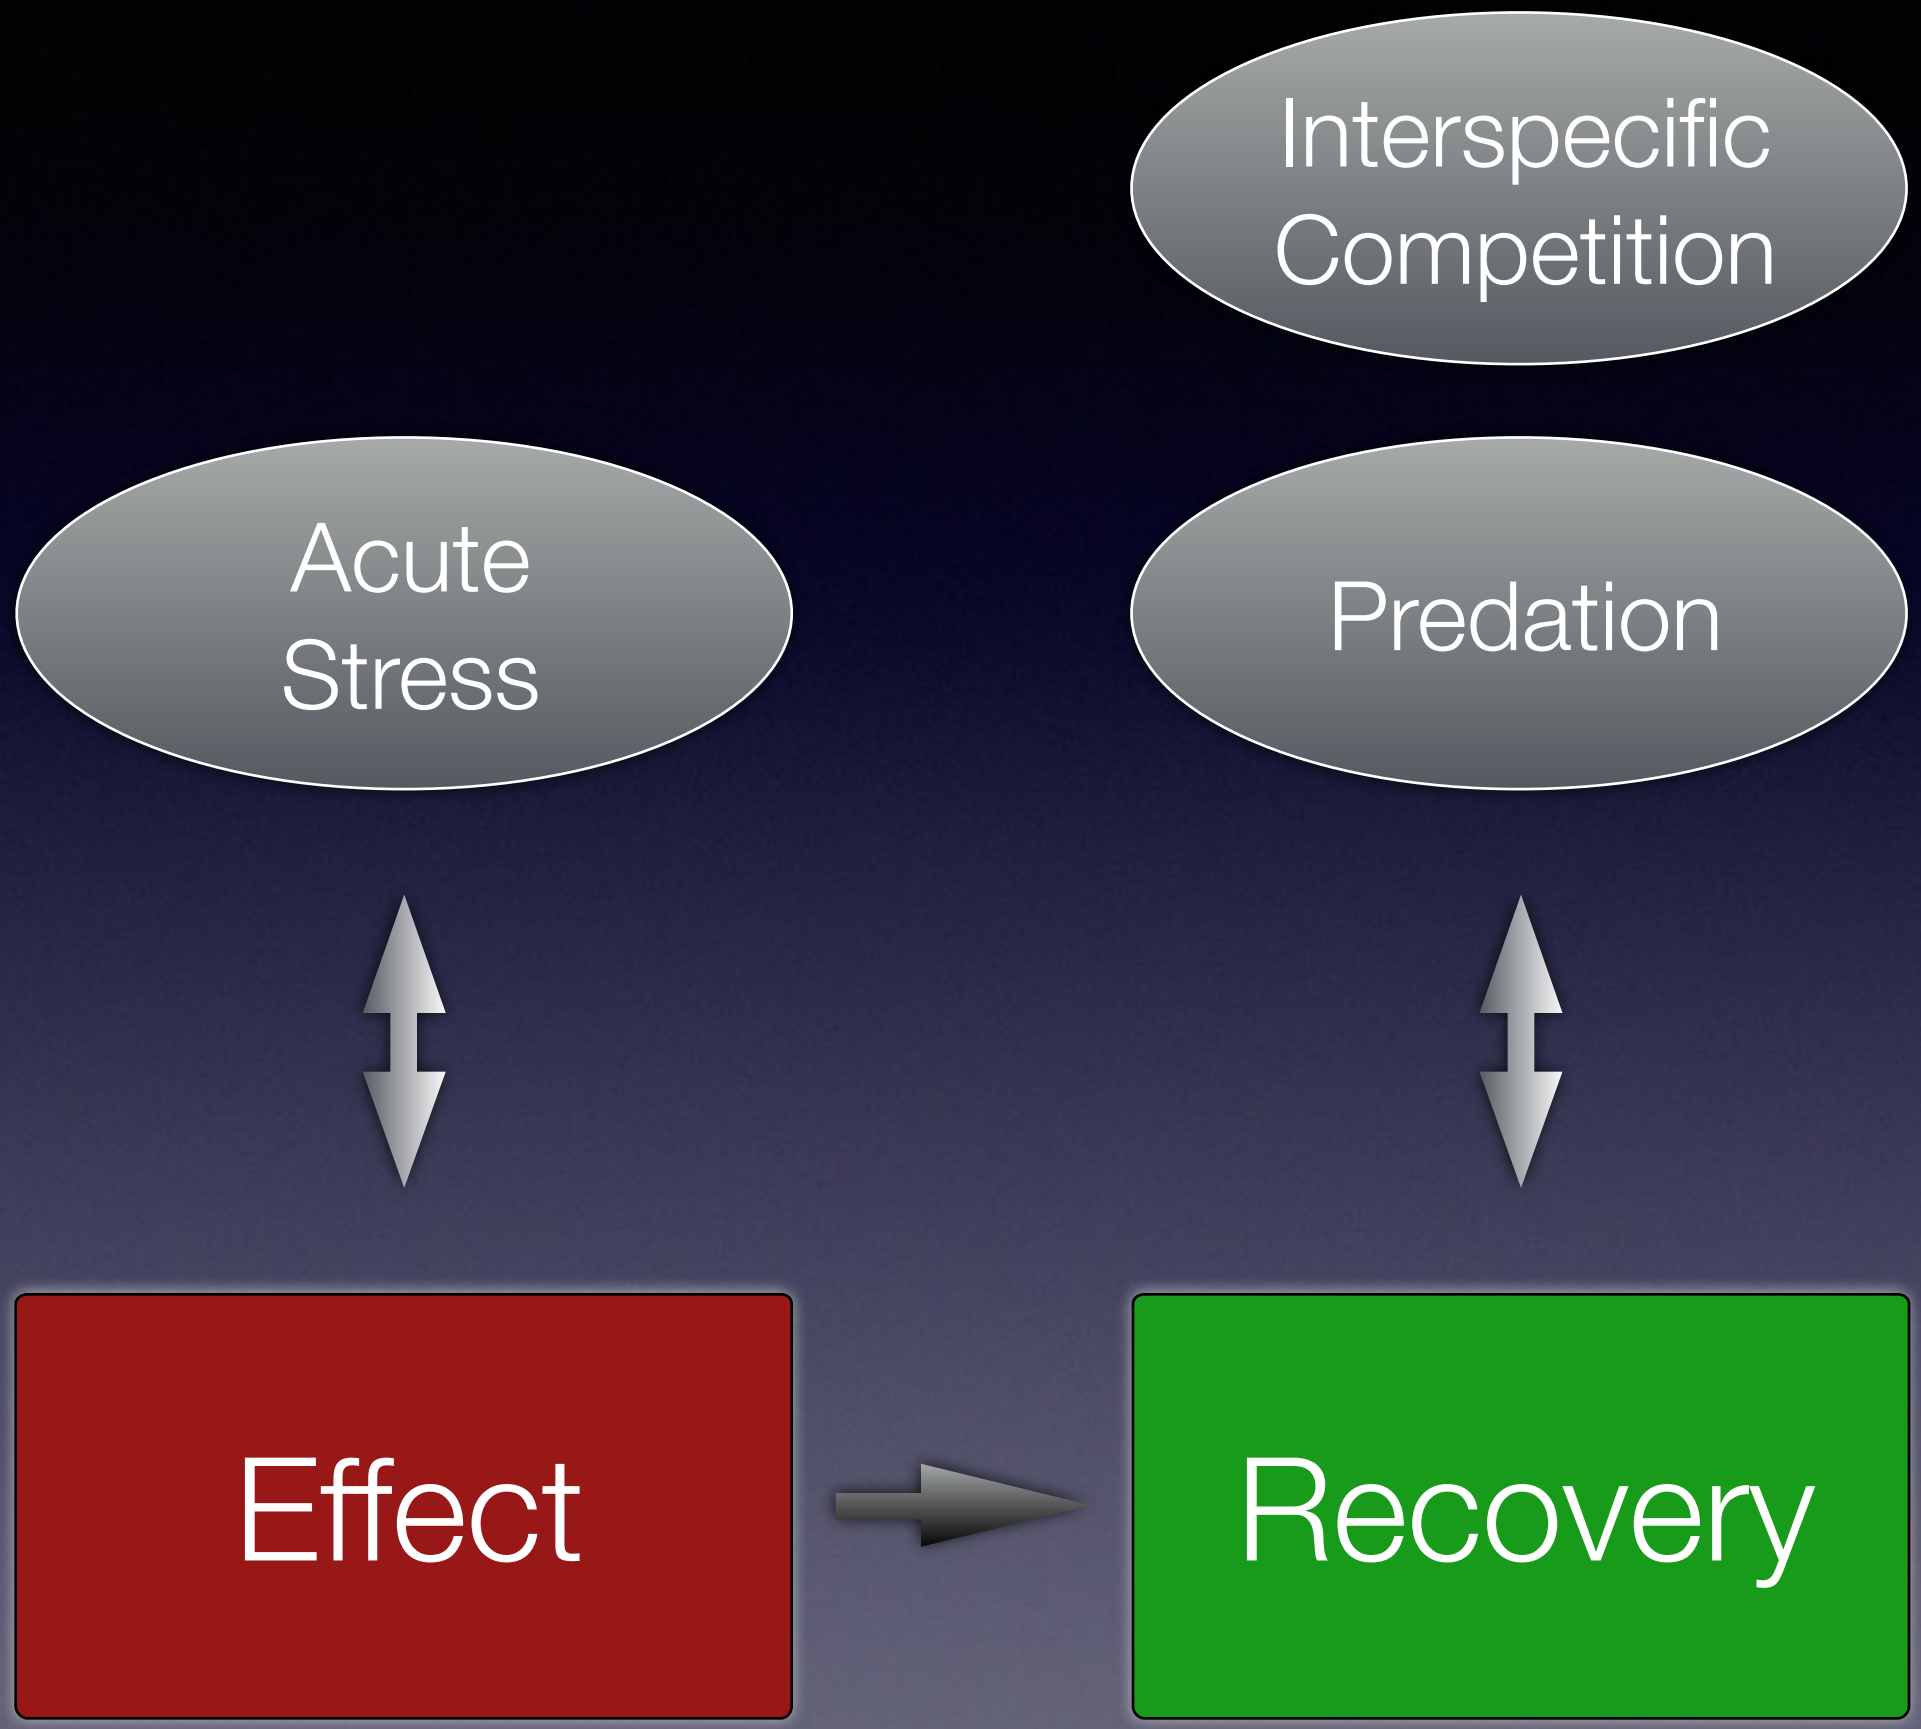 Interspecific
Competition
Acute
Stress
Predation
Effect
Recovery